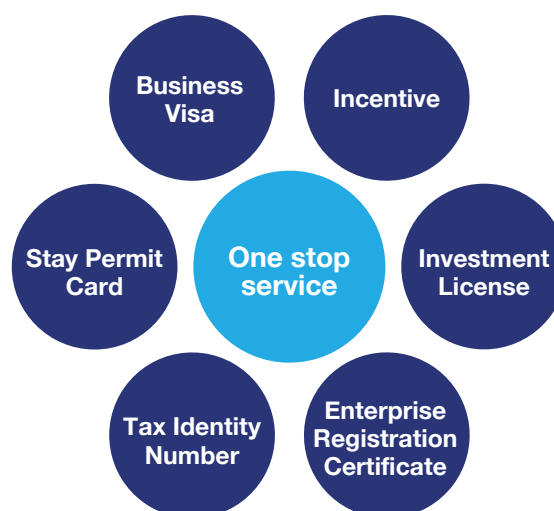 Business
Visa
Incentive
Stay Permit
Card
One stop
service
Investment
License
Tax Identity
Number
Enterprise
Registration
Certificate